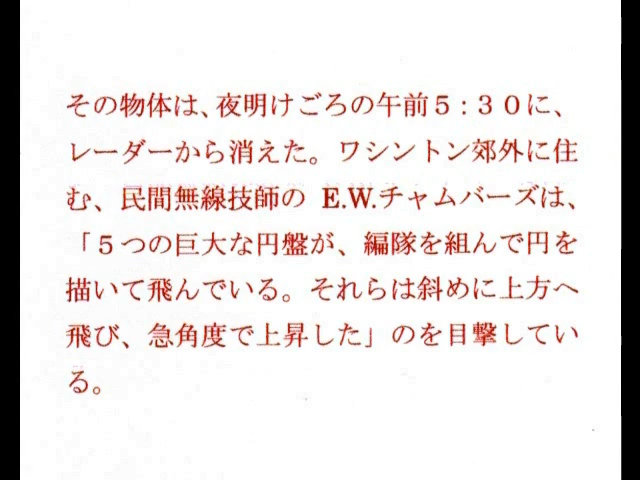 その物体は、夜明けごろの午前５：３０に、
レーダーから消えた。ワシントン郊外に住
む、民間無線技師の E.W.チャムバーズは、
「５つの巨大な円盤が、編隊を組んで円を
描いて飛んでいる。それらは斜めに上方へ
飛び、急角度で上昇した」のを目撃してい
る。